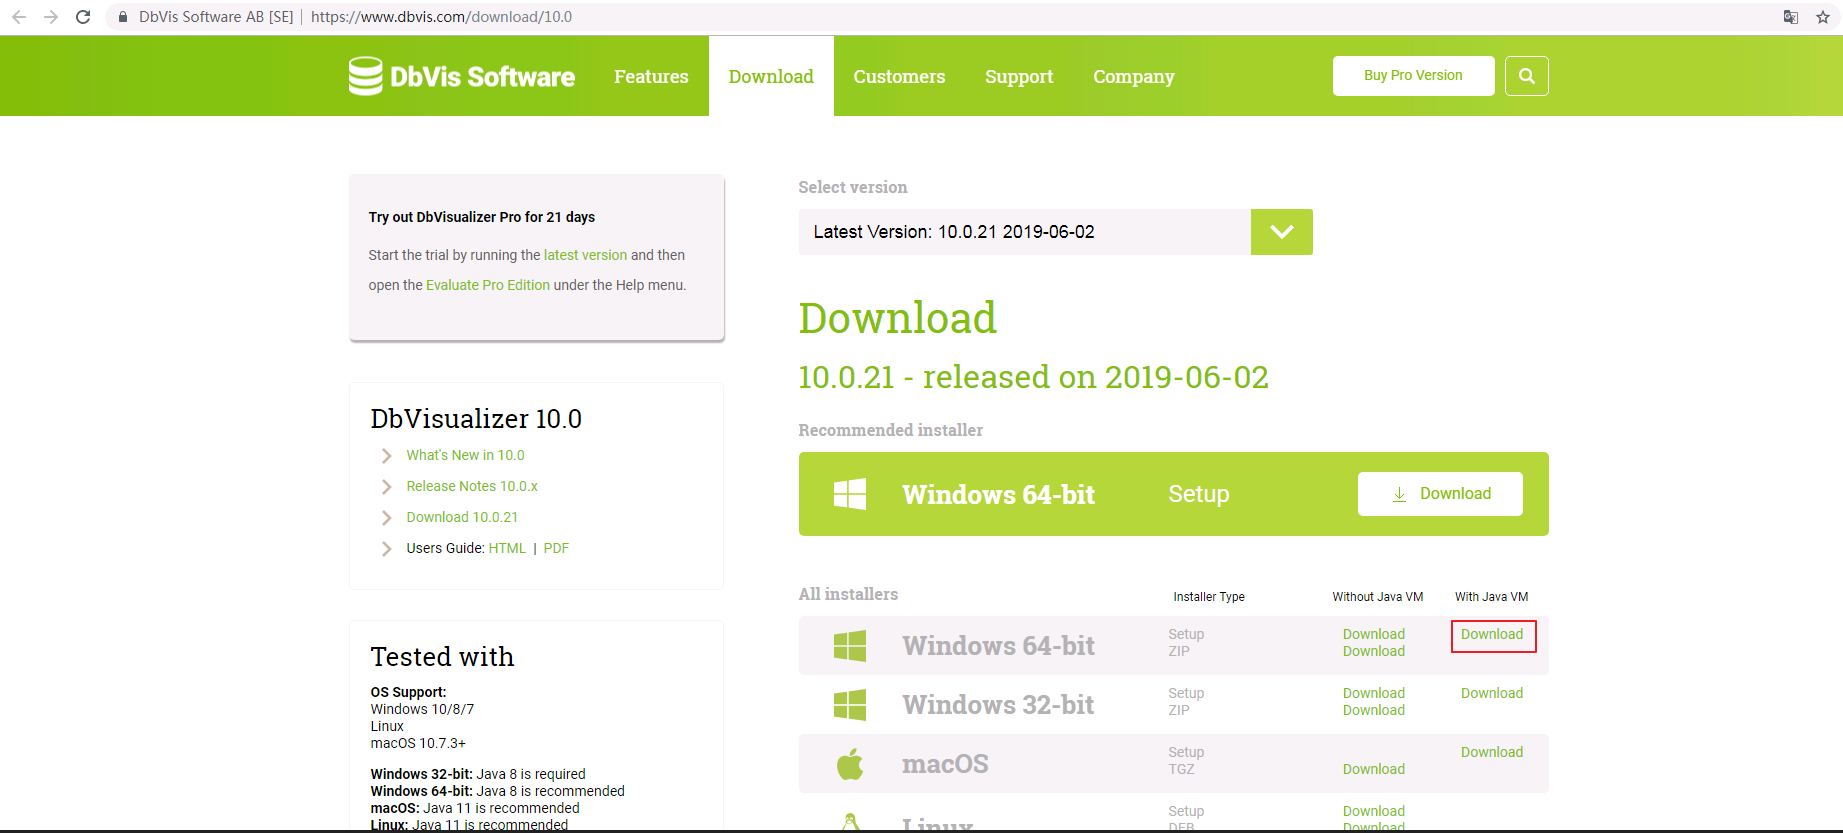 DbVis Software AB [SE] | https://www.dbvis.com/download/10.0
DbVis Software
Features
Download
Customers
Support
Company
Buy Pro Version
Try out DbVisualizer Pro for 21 days
Start the trial by running the latest version and then
open the Evaluate Pro Edition under the Help menu.
DbVisualizer 10.0
What's New in 10.0
Release Notes 10.0.x
Download 10.0.21
Users Guide: HTML | PDF
Tested with
OS Support:
Windows 10/8/7
Linux
macOS 10.7.3+
Windows 32-bit: Java 8 is required
Windows 64-bit: Java 8 is recommended
macOS: Java 11 is recommended
Linux: Java 11 is recommended
Select version
Latest Version: 10.0.21 2019-06-02
Download
10.0.21 - released on 2019-06-02
Recommended installer
Windows 64-bit Setup Download
All installers Installer Type Without Java VM With Java VM
Windows 64-bit
Setup Download Download
ZIP Download
Windows 32-bit
Setup Download Download
ZIP Download
macOS
Setup Download
TGZ Download
Linux
Setup Download
DEB Download